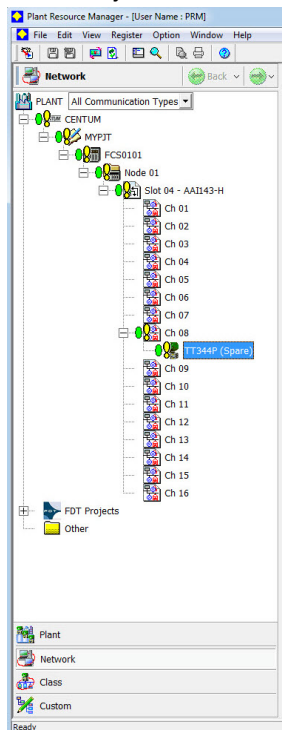 Plant Resource Manager - [User Name : PRM]
File Edit View Register Option Window Help
Network Back
PLANT All Communication Types
CENTUM
MYPJT
FCS0101
Node 01
Slot 04 - AAI143-H
Ch 01
Ch 02
Ch 03
Ch 04
Ch 05
Ch 06
Ch 07
Ch 08
TT344P (Spare)
Ch 09
Ch 10
Ch 11
Ch 12
Ch 13
Ch 14
Ch 15
Ch 16
FDT Projects
Other
Plant
Network
Class
Custom
Ready